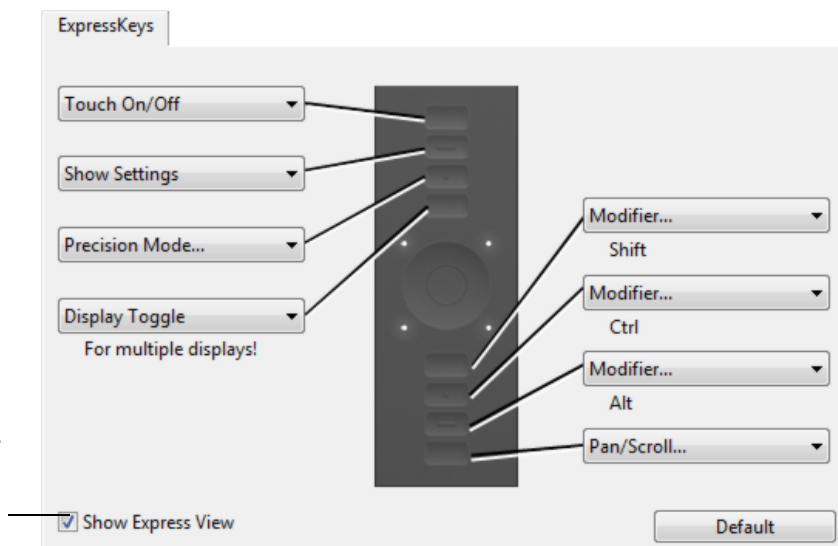 ExpressKeys
Touch On/Off
Show Settings
Precision Mode...
Display Toggle
For multiple displays!
Modifier...
Shift
Modifier...
Ctrl
Modifier...
Alt
Pan/Scroll...
Show Express View
Default